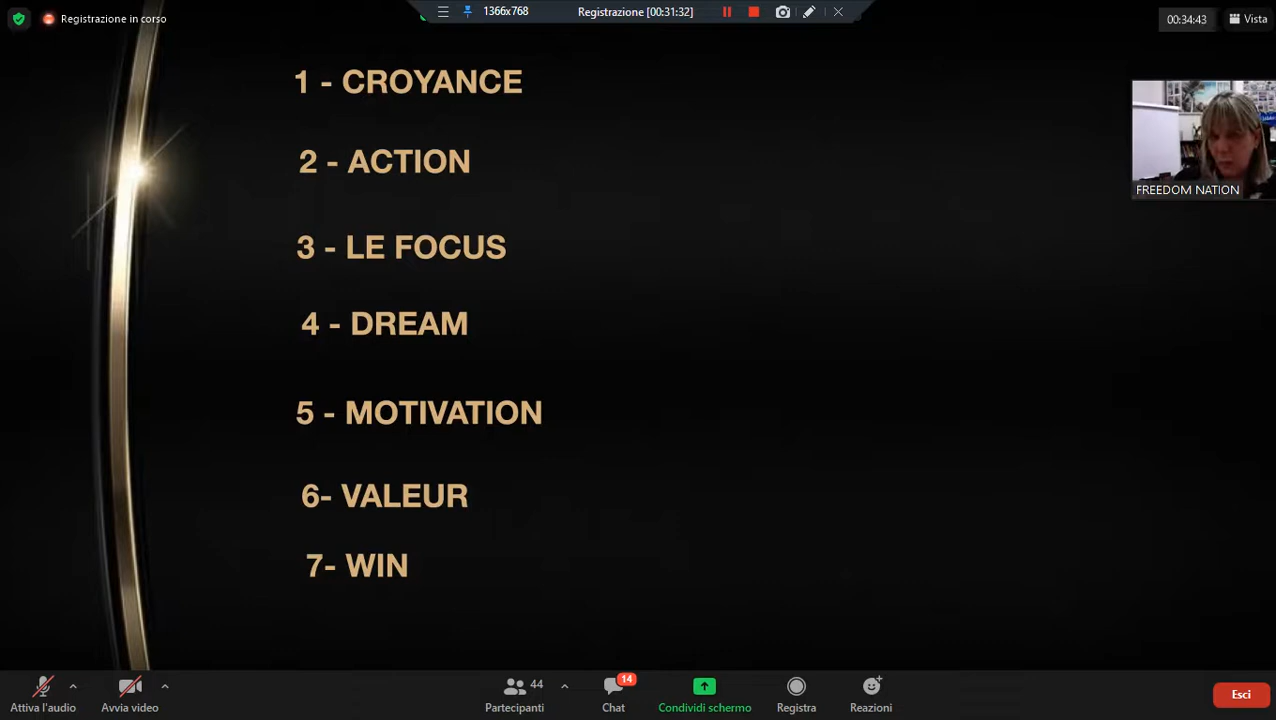 Registrazione in corso
1366x768
Registrazione [00:31:32]
00:34:43
Vista
1 - CROYANCE
2 - ACTION
3 - LE FOCUS
4 - DREAM
5 - MOTIVATION
6- VALEUR
7- WIN
FREEDOM NATION
44
14
Attiva l'audio
Avvia video
Partecipanti
Chat
Condividi schermo
Registra
Reazioni
Esci